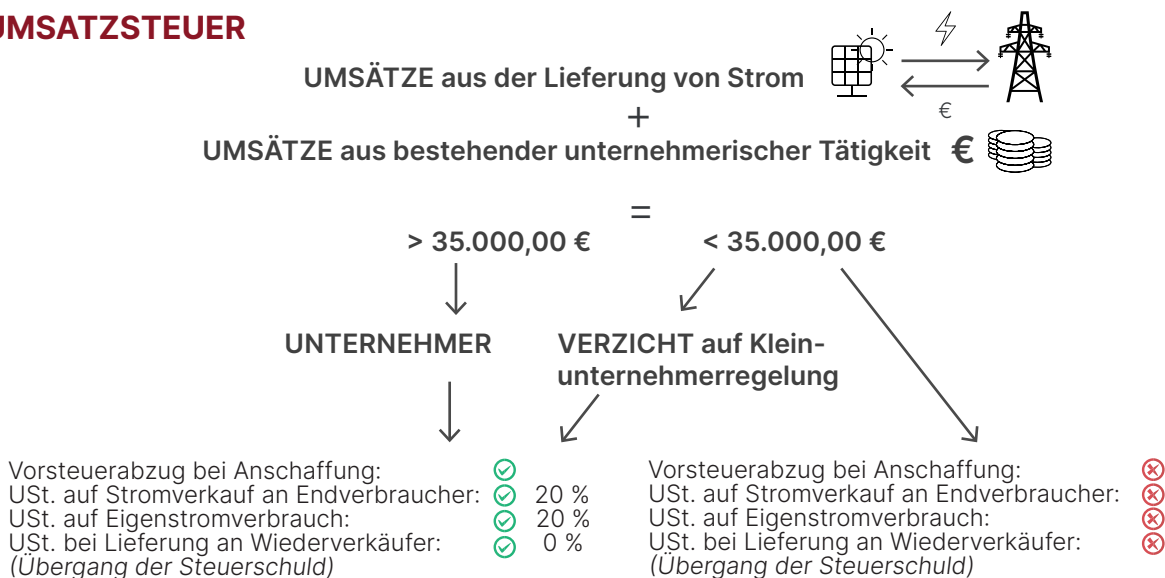 UMSATZSTEUER
UMSÄTZE aus der Lieferung von Strom
€
+
UMSÄTZE aus bestehender unternehmerischer Tätigkeit €
=
> 35.000,00 € < 35.000,00 €
UNTERNEHMER
VERZICHT auf Klein-
unternehmerregelung
Vorsteuerabzug bei Anschaffung:
USt. auf Stromverkauf an Endverbraucher: 20 %
USt. auf Eigenstromverbrauch: 20 %
USt. bei Lieferung an Wiederverkäufer: 0 %
(Übergang der Steuerschuld)
Vorsteuerabzug bei Anschaffung:
USt. auf Stromverkauf an Endverbraucher:
USt. auf Eigenstromverbrauch:
USt. bei Lieferung an Wiederverkäufer:
(Übergang der Steuerschuld)